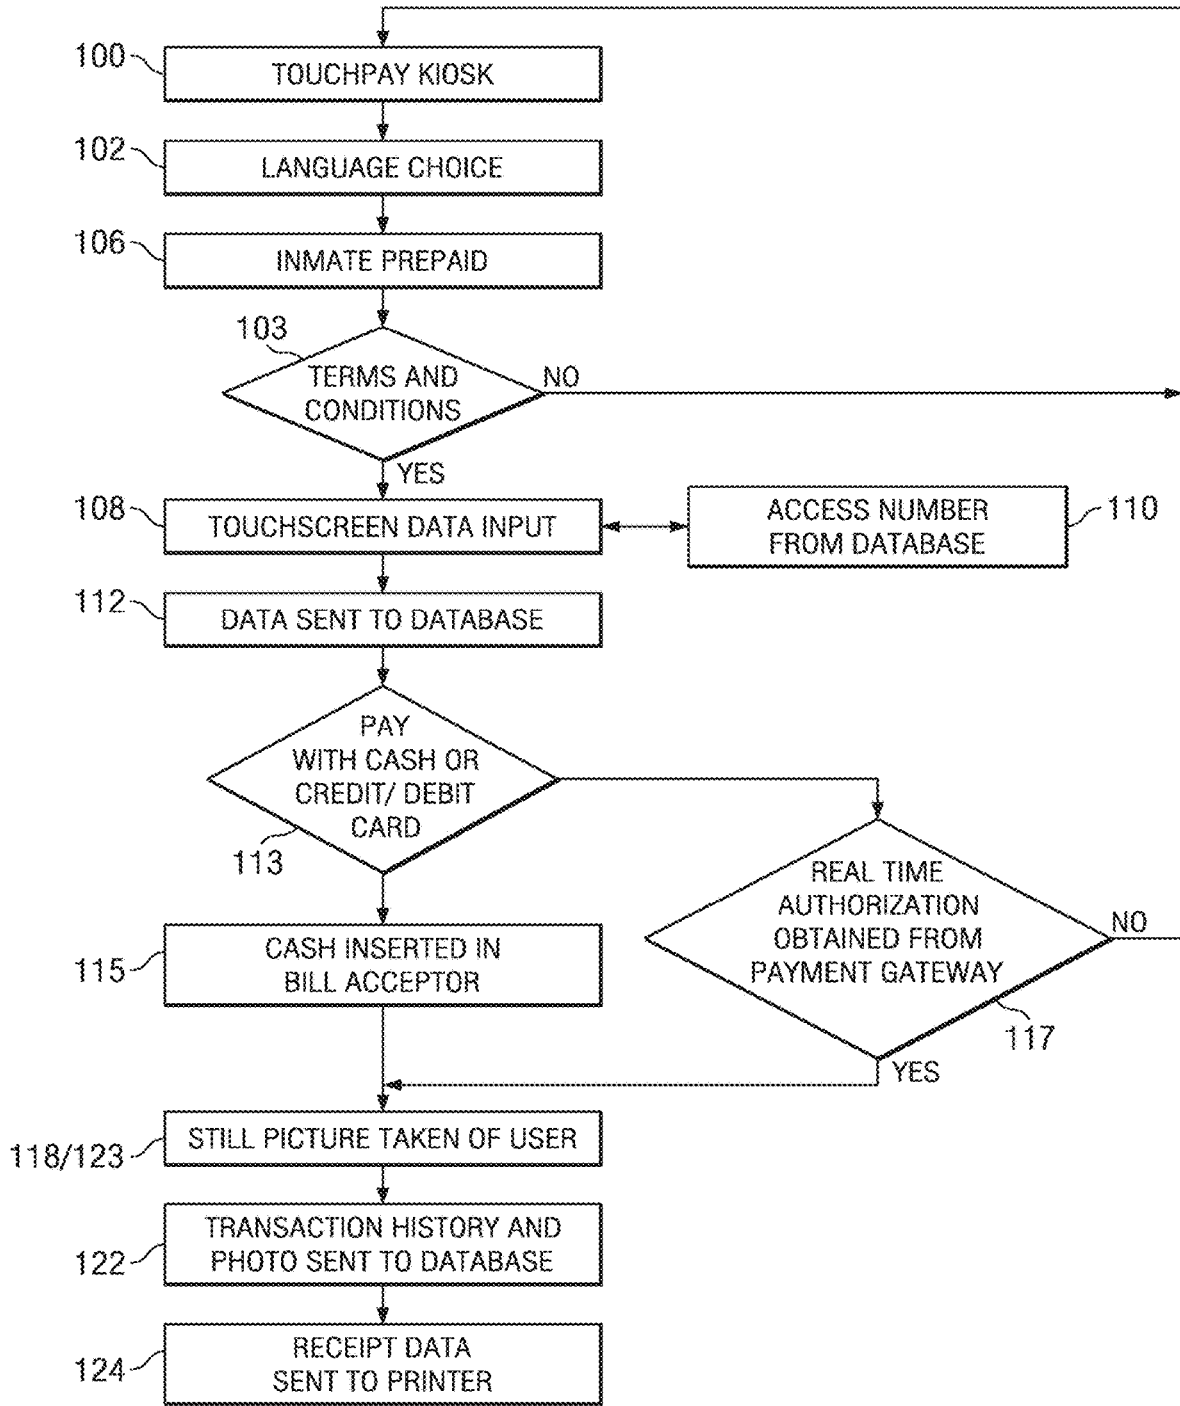 100
TOUCHPAY KIOSK
102
LANGUAGE CHOICE
106
INMATE PREPAID
103
TERMS AND
CONDITIONS
NO
YES
108
TOUCHSCREEN DATA INPUT
ACCESS NUMBER
FROM DATABASE
110
112
DATA SENT TO DATABASE
PAY
WITH CASH OR
CREDIT/ DEBIT
CARD
113
REAL TIME
AUTHORIZATION
OBTAINED FROM
PAYMENT GATEWAY
NO
117
YES
115
CASH INSERTED IN
BILL ACCEPTOR
118/123
STILL PICTURE TAKEN OF USER
122
TRANSACTION HISTORY AND
PHOTO SENT TO DATABASE
124
RECEIPT DATA
SENT TO PRINTER